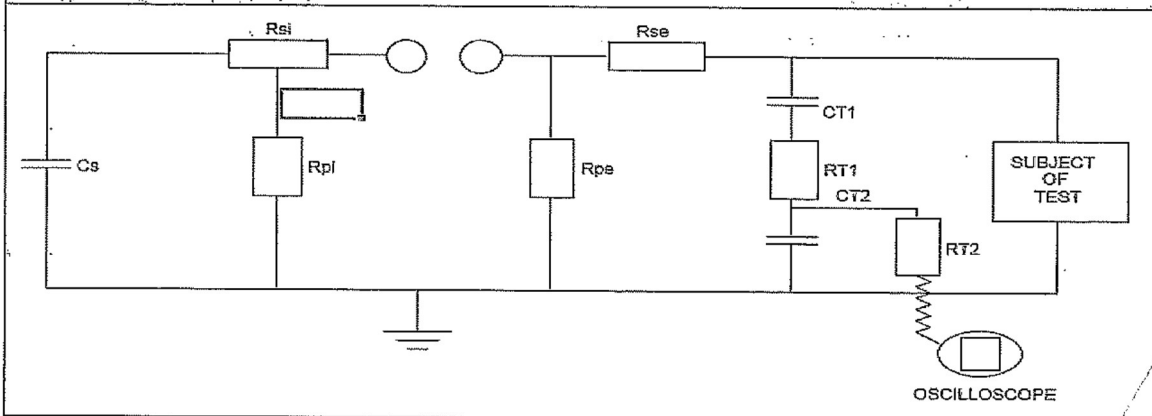 Rsi
Rse
CT1
Cs
Rpi
Rpe
RT1
SUBJECT
OF
TEST
CT2
RT2
OSCILLOSCOPE